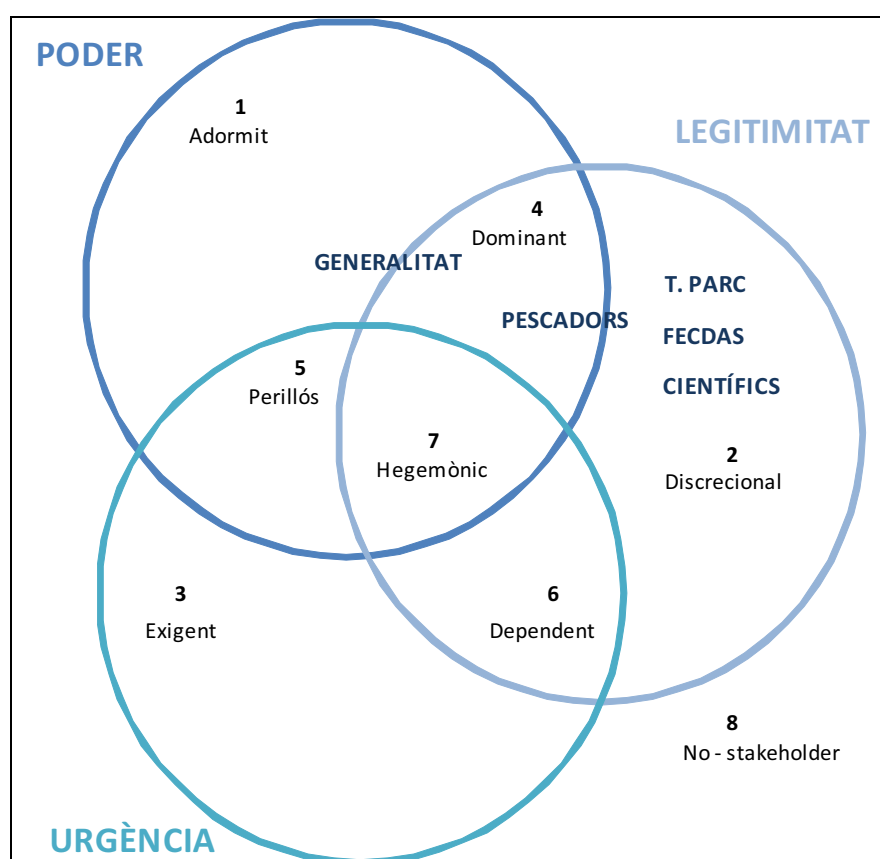 PODER
1
Adormit
LEGITIMITAT
4
Dominant
GENERALITAT
T. PARC
PESCADORS
FECDAS
5
Perillós
CIENTÍFICS
7
Hegemònic
2
Discrecional
3
Exigent
6
Dependent
8
No - stakeholder
URGÈNCIA